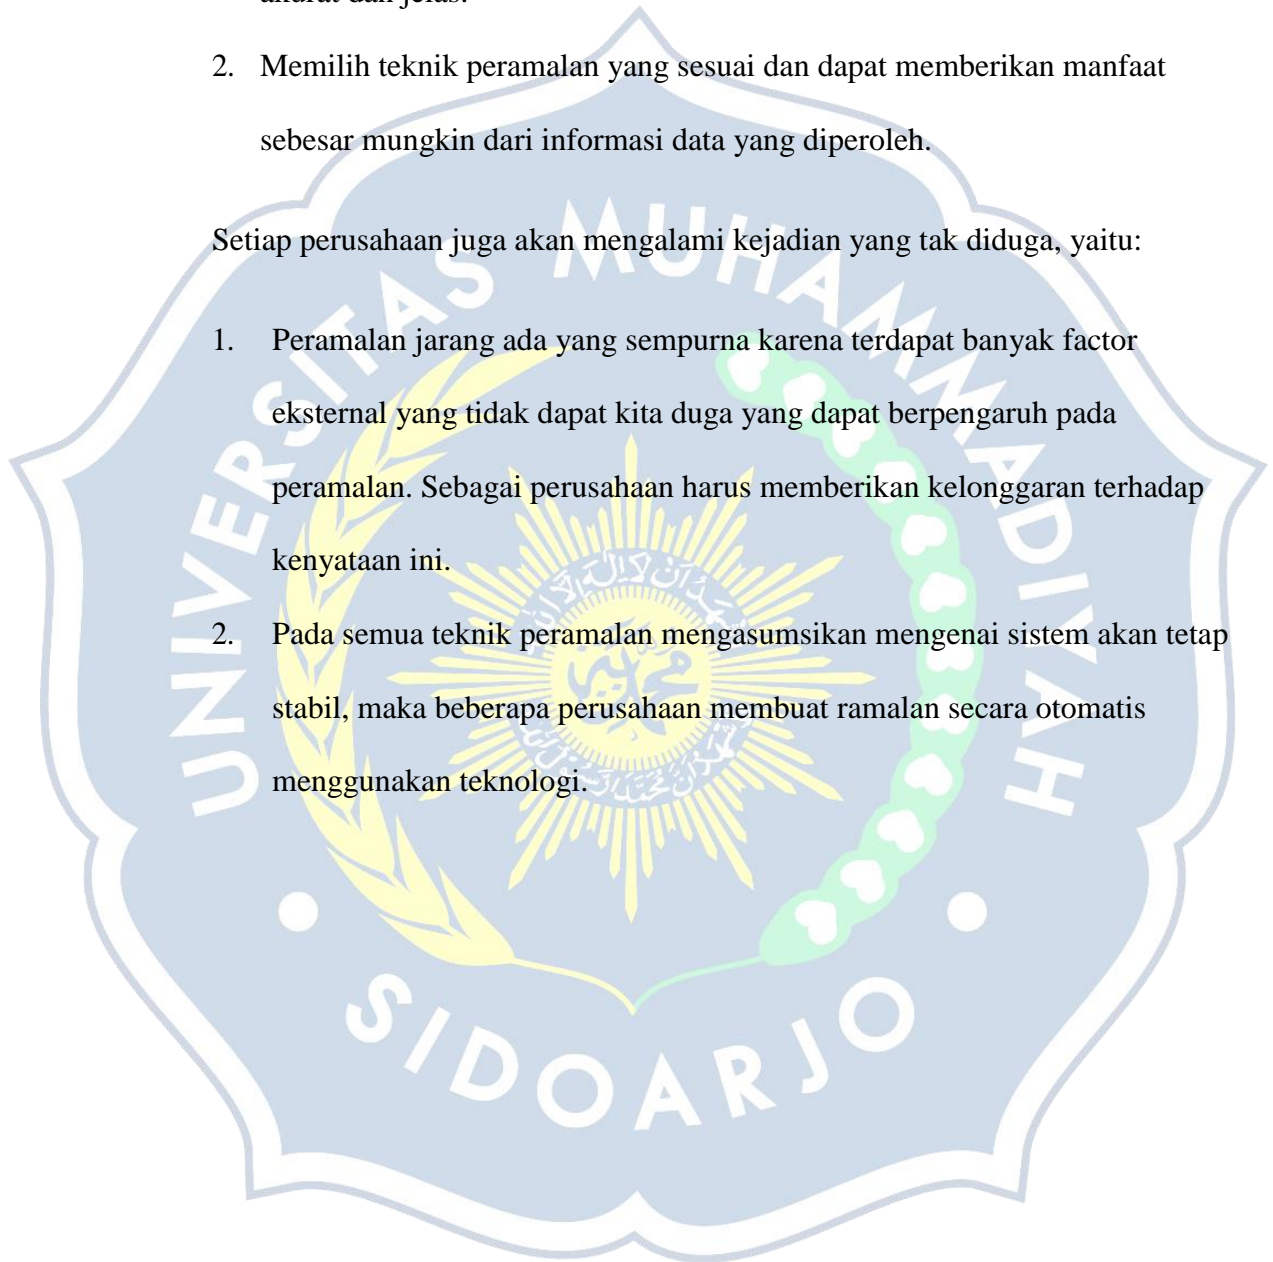 akurat dan jelas.
2. Memilih teknik peramalan yang sesuai dan dapat memberikan manfaat
sebesar mungkin dari informasi data yang diperoleh.
Setiap perusahaan juga akan mengalami kejadian yang tak diduga, yaitu:
1. Peramalan jarang ada yang sempurna karena terdapat banyak factor
eksternal yang tidak dapat kita duga yang dapat berpengaruh pada
peramalan. Sebagai perusahaan harus memberikan kelonggaran terhadap
kenyataan ini.
2. Pada semua teknik peramalan mengasumsikan mengenai sistem akan tetap
stabil, maka beberapa perusahaan membuat ramalan secara otomatis
menggunakan teknologi.
UNIVERSITAS MUHAMMADIYAH
SIDOARJO